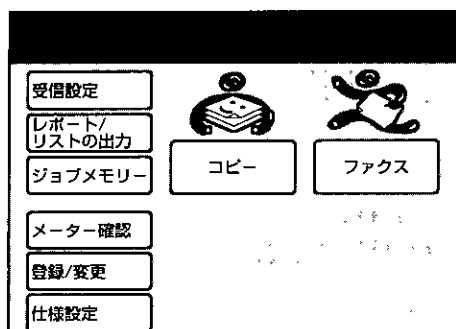 受信設定
レポート/
リストの出力
ジョブメモリー
コピー
ファクス
メーター確認
登録/変更
仕様設定